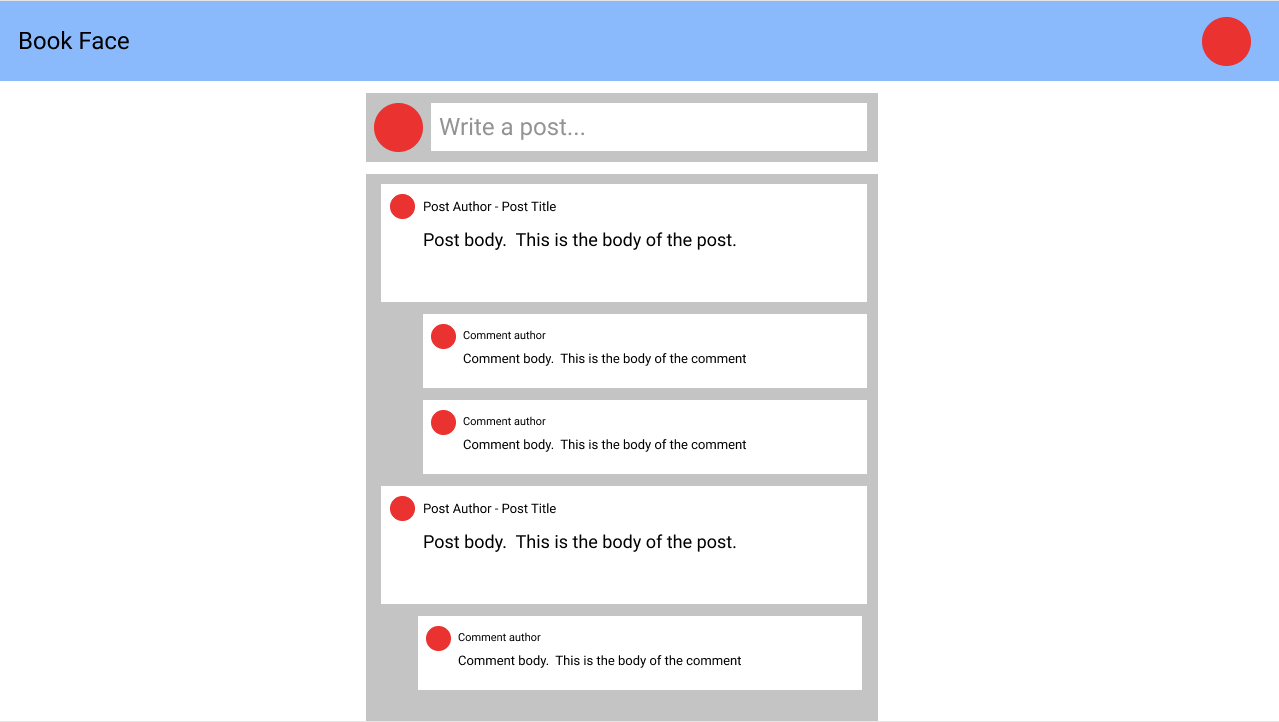 Book Face
Write a post...
Post Author - Post Title
Post body.  This is the body of the post.
Comment author
Comment body.  This is the body of the comment
Comment author
Comment body.  This is the body of the comment
Post Author - Post Title
Post body.  This is the body of the post.
Comment author
Comment body.  This is the body of the comment